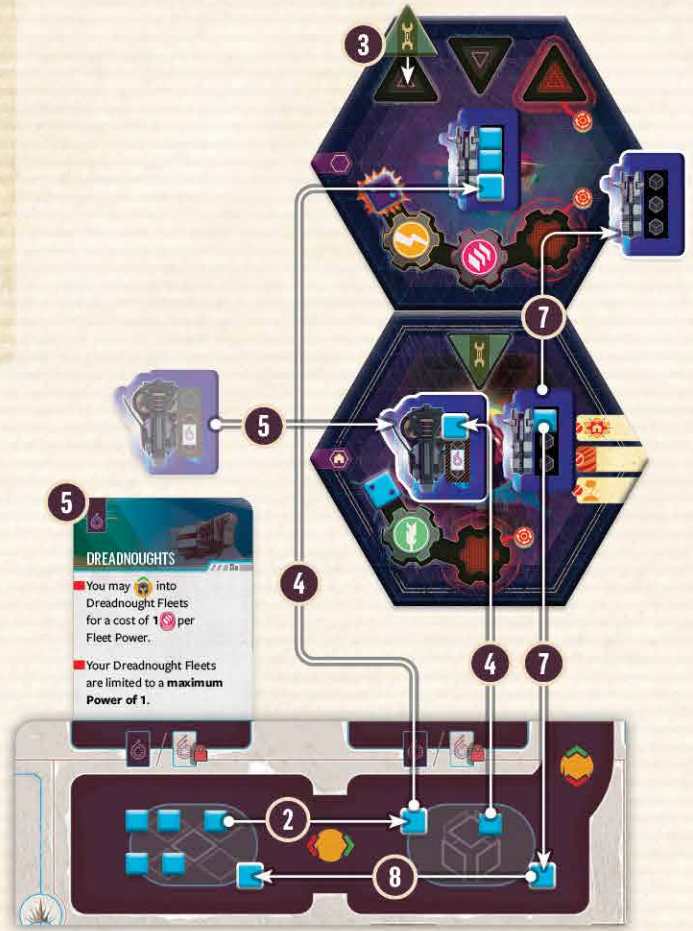 3
7
5
5
6
DREADNOUGHTS
You may into
Dreadnought Fleets
for a cost of 1 per
Fleet Power.
Your Dreadnought Fleets
are limited to a maximum
Power of 1.
4
4
7
2
8